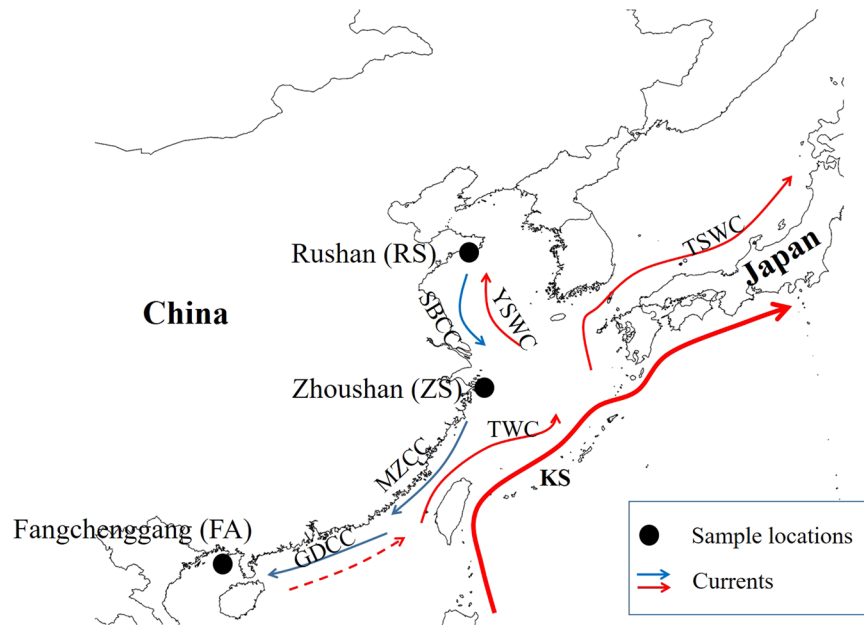 Rushan (RS)
TSWC
Japan
China
SBCC
YSWC
Zhoushan (ZS)
TWC
MZCC
KS
Fangchenggang (FA)
GDCC
Sample locations
Currents